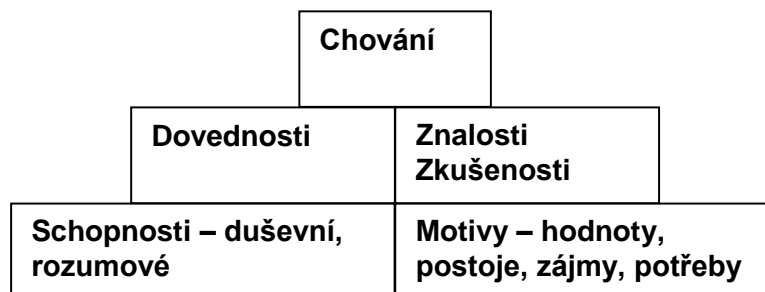 Chování
Dovednosti
Znalosti
Zkušenosti
Schopnosti – duševní,
rozumové
Motivy – hodnoty,
postoje, zájmy, potřeby